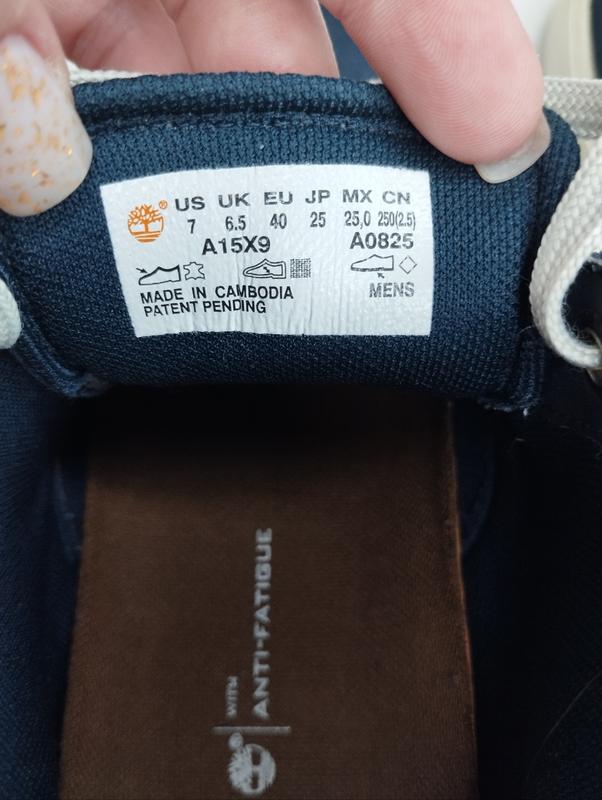 ® US UK EU JP MX CN
7 6.5 40 25 25,0 250(2.5)
A15X9 A0825
MADE IN CAMBODIA MENS
PATENT PENDING
WITH
ANTI-FATIGUE
®